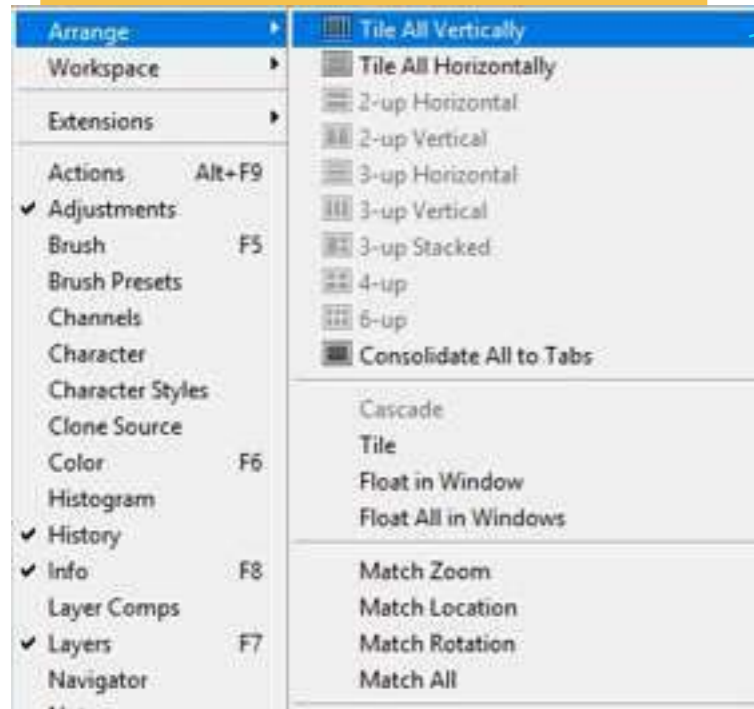 Arrange
Workspace
Extensions
Actions Alt+F9
Adjustments
Brush F5
Brush Presets
Channels
Character
Character Styles
Clone Source
Color F6
Histogram
History
Info F8
Layer Comps
Layers F7
Navigator
Tile All Vertically
Tile All Horizontally
2-up Horizontal
2-up Vertical
3-up Horizontal
3-up Vertical
3-up Stacked
4-up
6-up
Consolidate All to Tabs
Cascade
Tile
Float in Window
Float All in Windows
Match Zoom
Match Location
Match Rotation
Match All